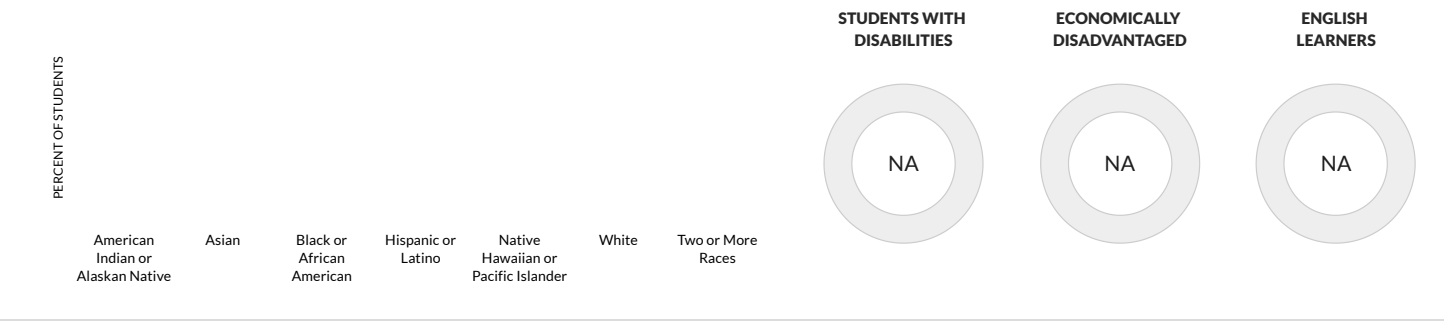 STUDENTS WITH
DISABILITIES
ECONOMICALLY
DISADVANTAGED
ENGLISH
LEARNERS
PERCENT OF STUDENTS
NA
NA
NA
American
Indian or
Alaskan Native
Asian
Black or
African
American
Hispanic or
Latino
Native
Hawaiian or
Pacific Islander
White
Two or More
Races